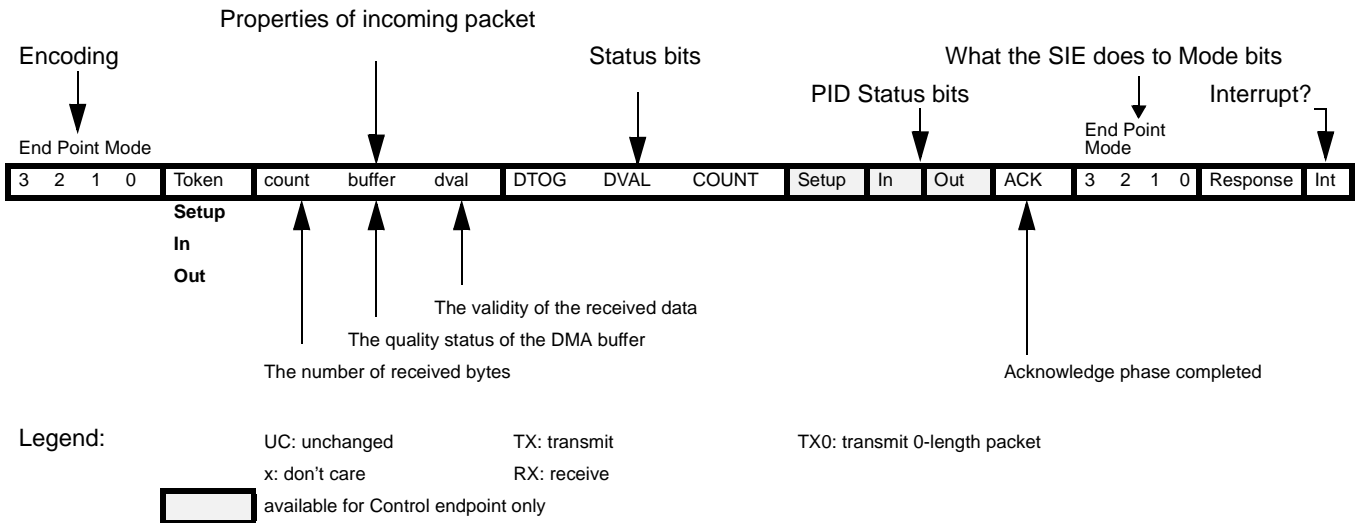 Properties of incoming packet
Encoding Status bits What the SIE does to Mode bits
PID Status bits Interrupt?
End Point Mode End Point
Mode
3 2 1 0 Token count buffer dval DTOG DVAL COUNT Setup In Out ACK 3 2 1 0 Response Int
Setup
In
Out
The validity of the received data
The quality status of the DMA buffer
The number of received bytes Acknowledge phase completed
Legend: UC: unchanged TX: transmit TX0: transmit 0-length packet
x: don't care RX: receive
available for Control endpoint only